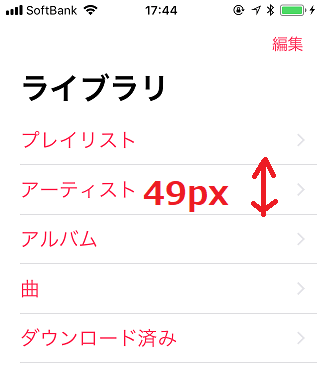 SoftBank 17:44
編集
ライブラリ
プレイリスト
アーティスト 49px
アルバム
曲
ダウンロード済み